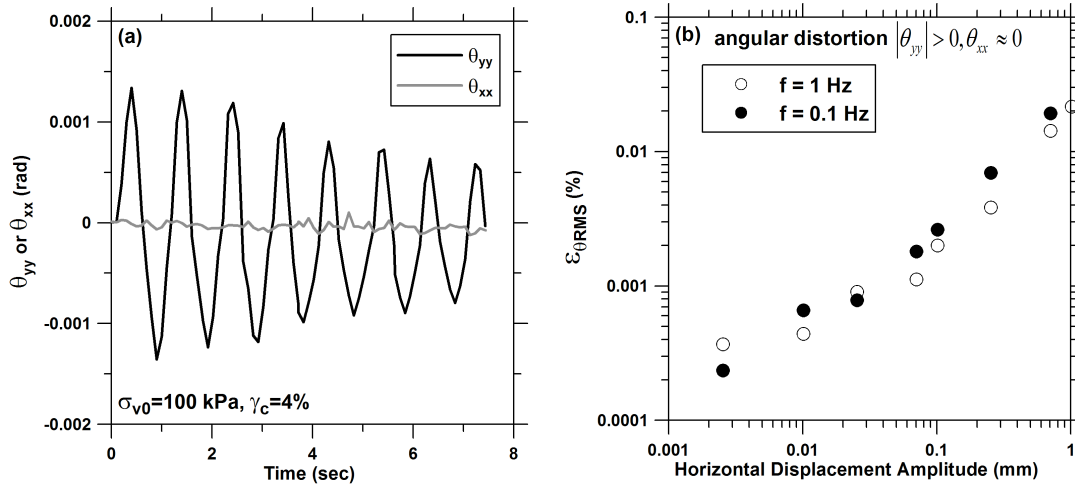 (a)
θyy
θxx
0.002
0.001
0
-0.001
-0.002
θyy or θxx (rad)
σv0=100 kPa, γc=4%
0 2 4 6 8
Time (sec)
(b) angular distortion |θyy| > 0, θxx ≈ 0
f = 1 Hz
f = 0.1 Hz
0.1
0.01
0.001
0.0001
εθRMS (%)
0.001 0.01 0.1 1
Horizontal Displacement Amplitude (mm)